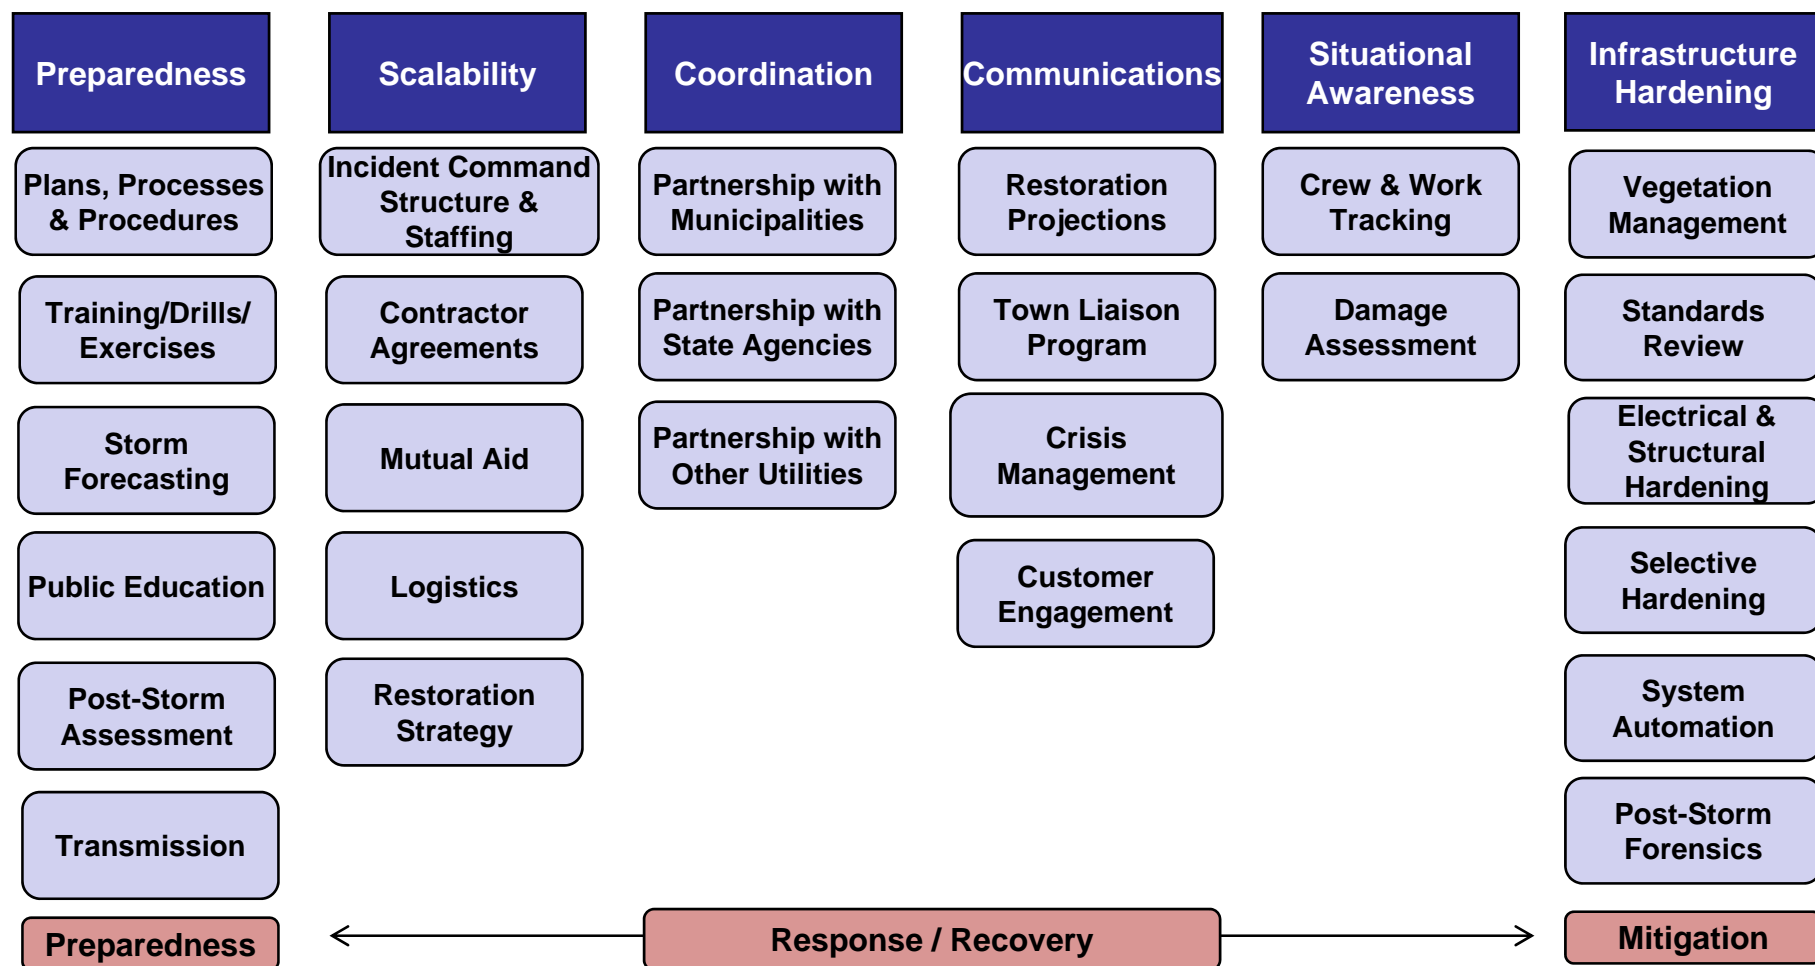 Preparedness
Scalability
Coordination
Communications
Situational
Awareness
Infrastructure
Hardening
Plans, Processes
& Procedures
Training/Drills/
Exercises
Storm
Forecasting
Public Education
Post-Storm
Assessment
Transmission
Incident Command
Structure &
Staffing
Contractor
Agreements
Mutual Aid
Logistics
Restoration
Strategy
Partnership with
Municipalities
Partnership with
State Agencies
Partnership with
Other Utilities
Restoration
Projections
Town Liaison
Program
Crisis
Management
Customer
Engagement
Crew & Work
Tracking
Damage
Assessment
Vegetation
Management
Standards
Review
Electrical &
Structural
Hardening
Selective
Hardening
System
Automation
Post-Storm
Forensics
Preparedness
Response / Recovery
Mitigation